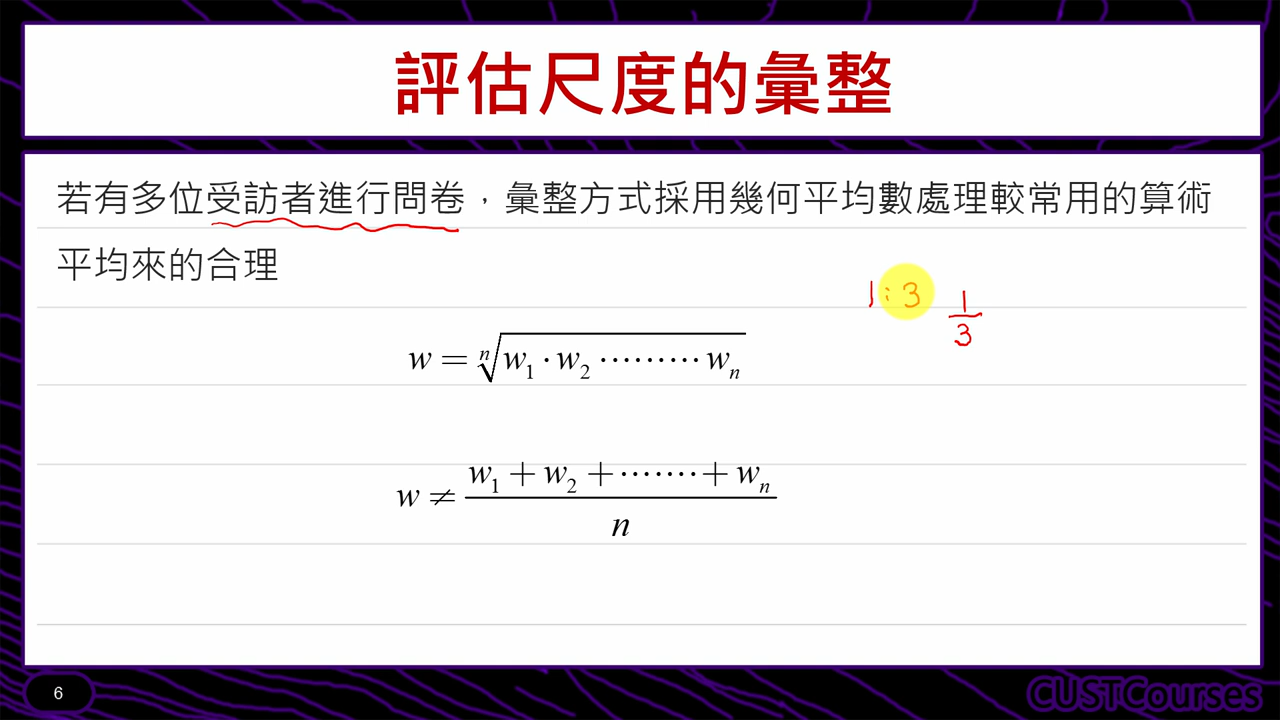 評估尺度的彙整
若有多位受訪者進行問卷，彙整方式採用幾何平均數處理較常用的算術
平均來的合理
1:3 1/3
w = ⁿ√(w₁·w₂·········wₙ)
w ≠ (w₁+w₂+·······+wₙ)/n
6
CUSTCourses